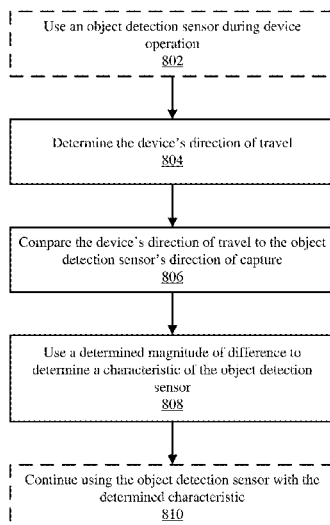 Use an object detection sensor during device
operation
802
Determine the device's direction of travel
804
Compare the device's direction of travel to the object
detection sensor's direction of capture
806
Use a determined magnitude of difference to
determine a characteristic of the object detection
sensor
808
Continue using the object detection sensor with the
determined characteristic
810